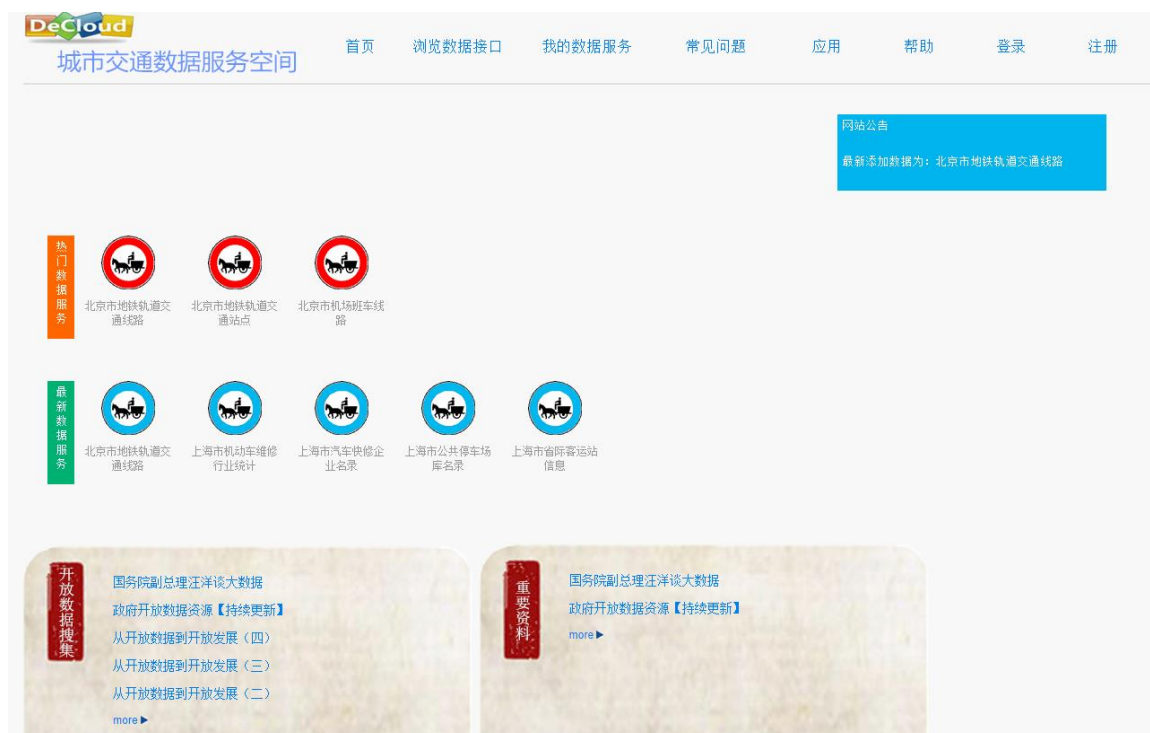 DeCloud
城市交通数据服务空间
首页 浏览数据接口 我的数据服务 常见问题 应用 帮助 登录 注册
网站公告
最新添加数据为：北京市地铁轨道交通线路
热门数据服务
北京市地铁轨道交
通线路
北京市地铁轨道交
通站点
北京市机场班车线
路
最新数据服务
北京市地铁轨道交
通线路
上海市机动车维修
行业统计
上海市汽车快修企
业名录
上海市公共停车场
库名录
上海市省际客运站
信息
开放数据搜集
国务院副总理汪洋谈大数据
政府开放数据资源【持续更新】
从开放数据到开放发展（四）
从开放数据到开放发展（三）
从开放数据到开放发展（二）
more
重要资料
国务院副总理汪洋谈大数据
政府开放数据资源【持续更新】
more